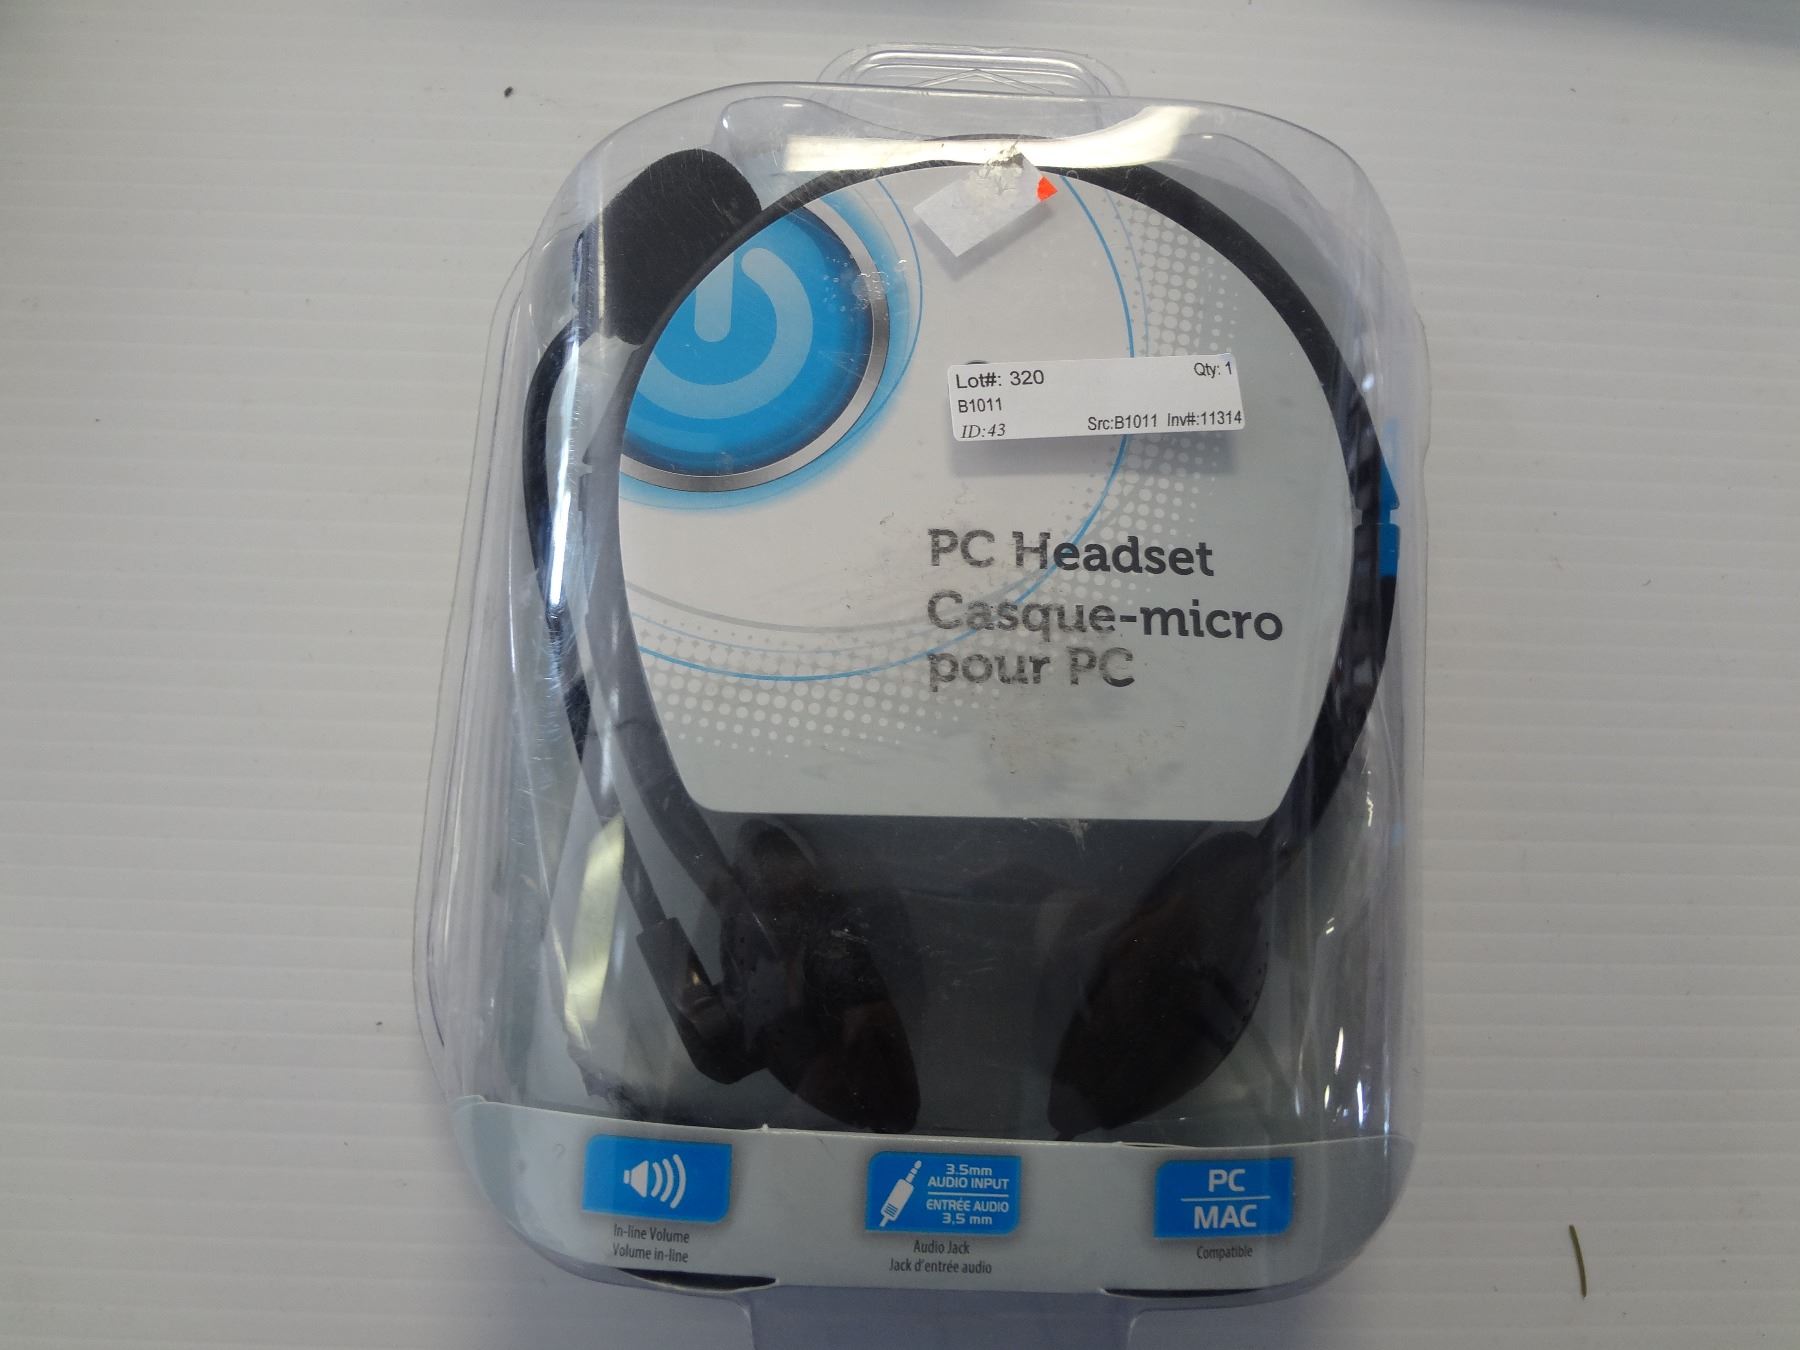 Lot#: 320 Qty: 1
B1011
ID:43 Src:B1011 Inv#:11314
PC Headset
Casque-micro
pour PC
In-line Volume
Volume in-line
3.5mm
AUDIO INPUT
ENTRÉE AUDIO
3,5 mm
Audio Jack
Jack d'entrée audio
PC
MAC
Compatible